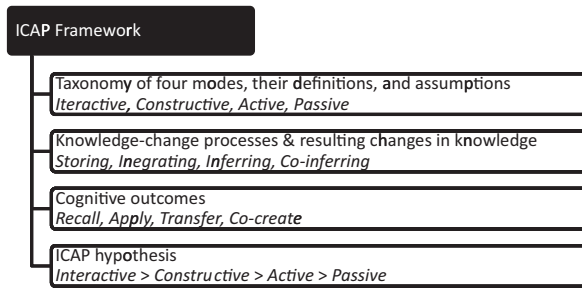 ICAP Framework
Taxonomy of four modes, their definitions, and assumptions
Iteractive, Constructive, Active, Passive
Knowledge-change processes & resulting changes in knowledge
Storing, Inegrating, Inferring, Co-inferring
Cognitive outcomes
Recall, Apply, Transfer, Co-create
ICAP hypothesis
Interactive > Constructive > Active > Passive